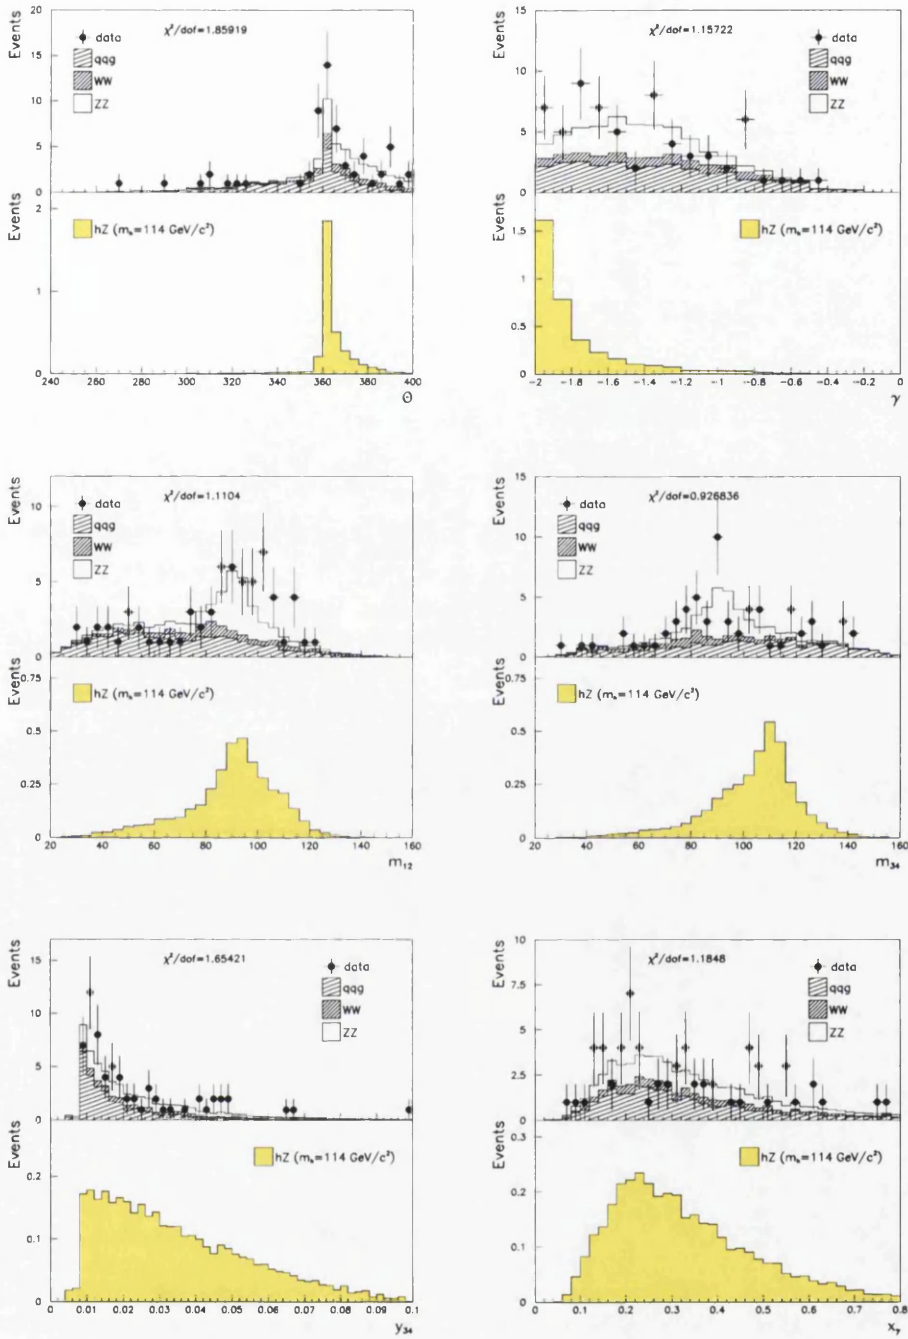 Events
20
15
10
5
0
χ²/dof=1.85919
data
qqg
WW
ZZ
Events
2
1
0
hZ (mₕ=114 GeV/c²)
240 260 280 300 320 340 360 380 400
Θ
Events
15
10
5
0
χ²/dof=1.15722
data
qqg
WW
ZZ
Events
1.5
1
0.5
0
hZ (mₕ=114 GeV/c²)
-2 -1.8 -1.6 -1.4 -1.2 -1 -0.8 -0.6 -0.4 -0.2 0
γ
Events
10
5
0
χ²/dof=1.1104
data
qqg
WW
ZZ
Events
0.75
0.5
0.25
0
hZ (mₕ=114 GeV/c²)
20 40 60 80 100 120 140 160
m₁₂
Events
15
10
5
0
χ²/dof=0.926836
data
qqg
WW
ZZ
Events
0.75
0.5
0.25
0
hZ (mₕ=114 GeV/c²)
20 40 60 80 100 120 140 160
m₃₄
Events
15
10
5
0
χ²/dof=1.65421
data
qqg
WW
ZZ
Events
0.2
0.1
0
hZ (mₕ=114 GeV/c²)
0 0.01 0.02 0.03 0.04 0.05 0.06 0.07 0.08 0.09 0.1
y₃₄
Events
10
7.5
5
2.5
0
χ²/dof=1.1848
data
qqg
WW
ZZ
Events
0.3
0.2
0.1
0
hZ (mₕ=114 GeV/c²)
0 0.1 0.2 0.3 0.4 0.5 0.6 0.7 0.8
x₇